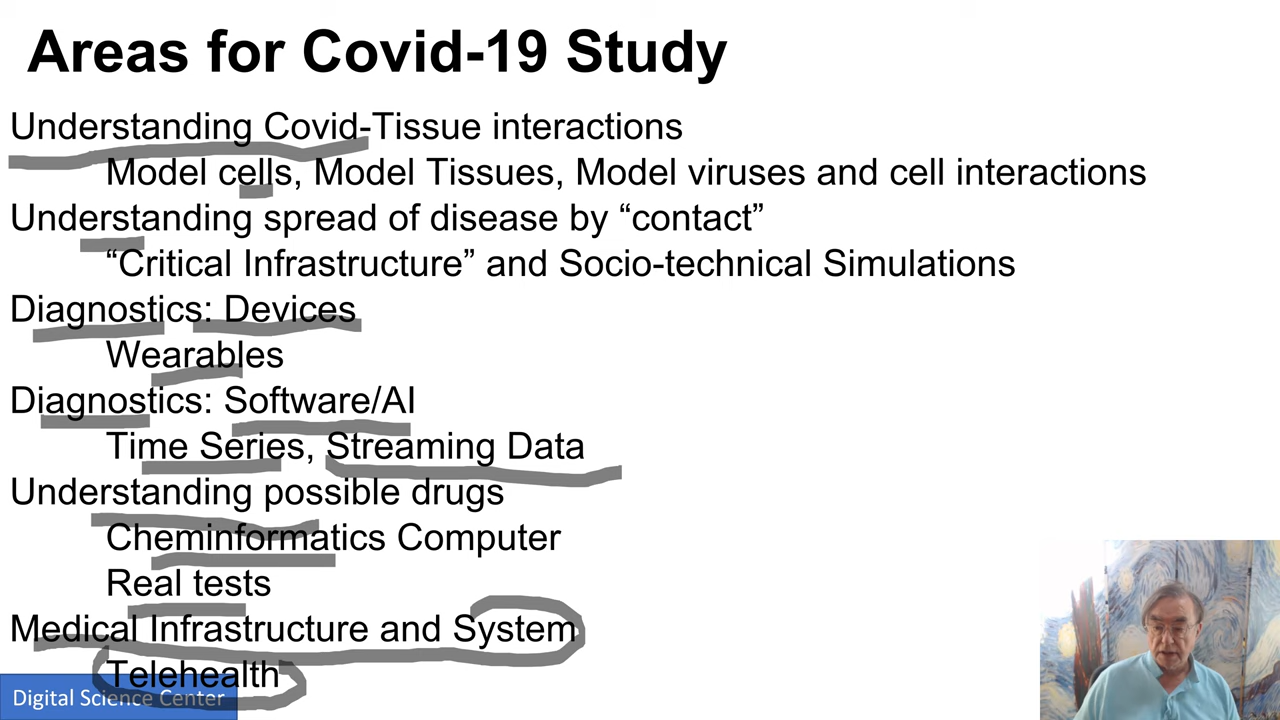 Areas for Covid-19 Study
Understanding Covid-Tissue interactions
Model cells, Model Tissues, Model viruses and cell interactions
Understanding spread of disease by “contact”
“Critical Infrastructure” and Socio-technical Simulations
Diagnostics: Devices
Wearables
Diagnostics: Software/AI
Time Series, Streaming Data
Understanding possible drugs
Cheminformatics Computer
Real tests
Medical Infrastructure and System
Telehealth
Digital Science Center